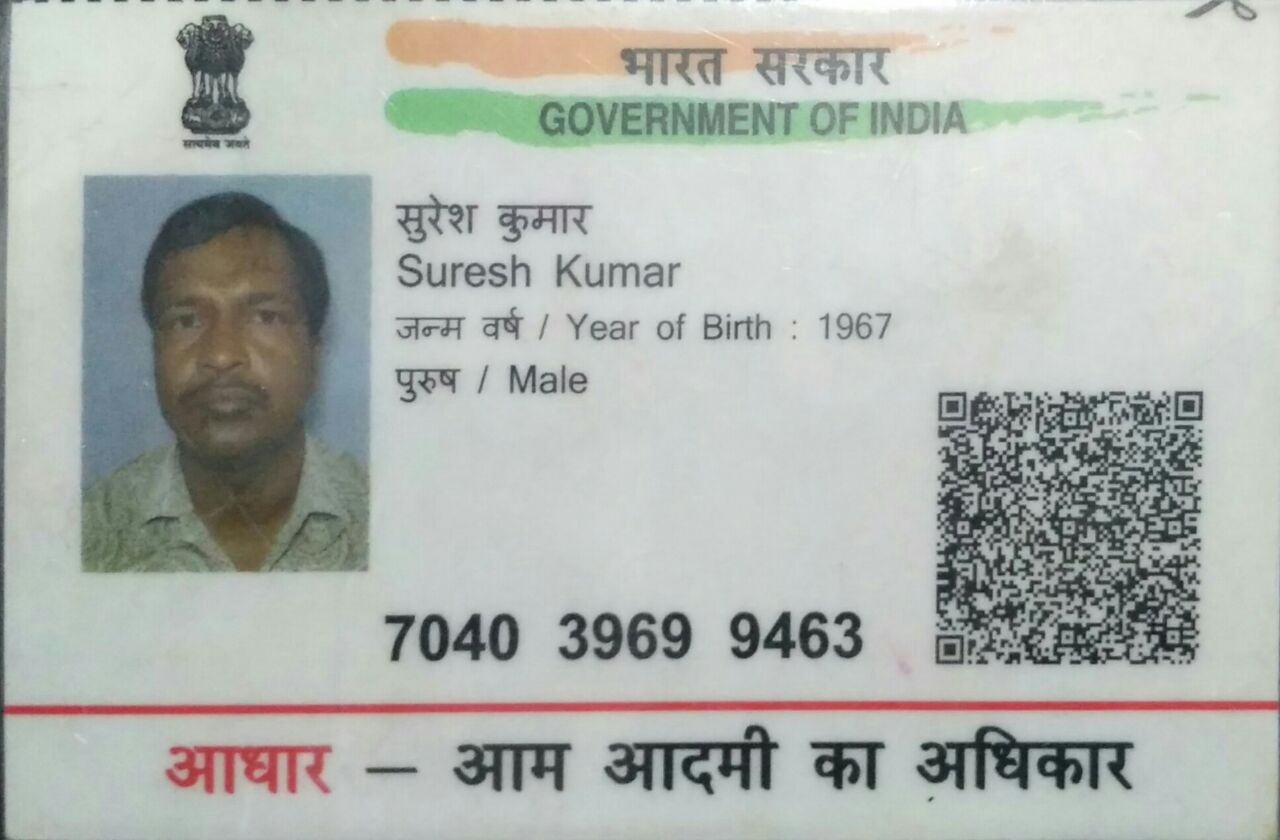 भारत सरकार
GOVERNMENT OF INDIA
सत्यमेव जयते
सुरेश कुमार
Suresh Kumar
जन्म वर्ष / Year of Birth : 1967
पुरुष / Male
7040 3969 9463
आधार – आम आदमी का अधिकार